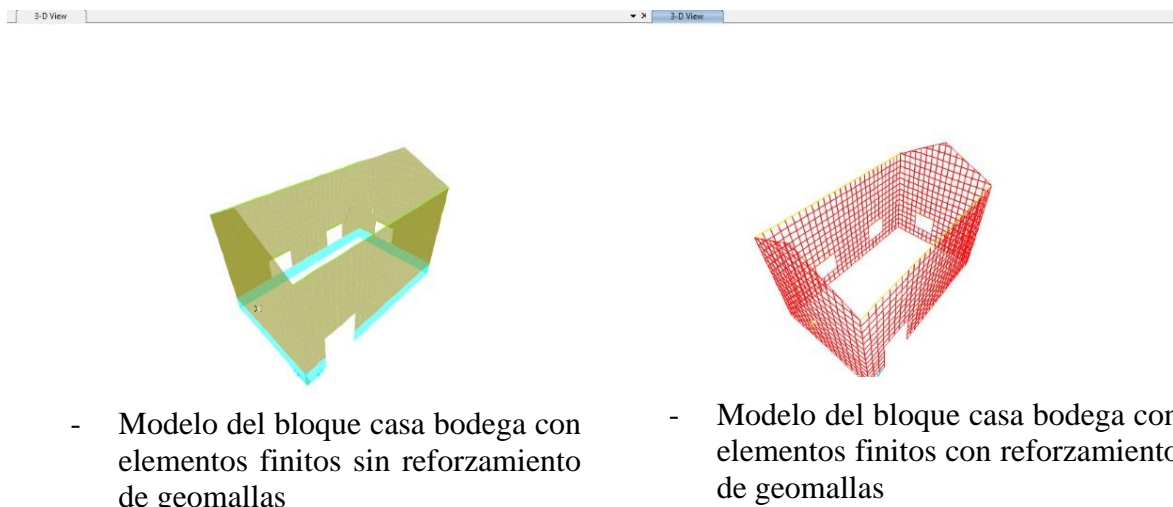 3-D View
3-D View
- Modelo del bloque casa bodega con
elementos finitos sin reforzamiento
de geomallas
- Modelo del bloque casa bodega con
elementos finitos con reforzamiento
de geomallas